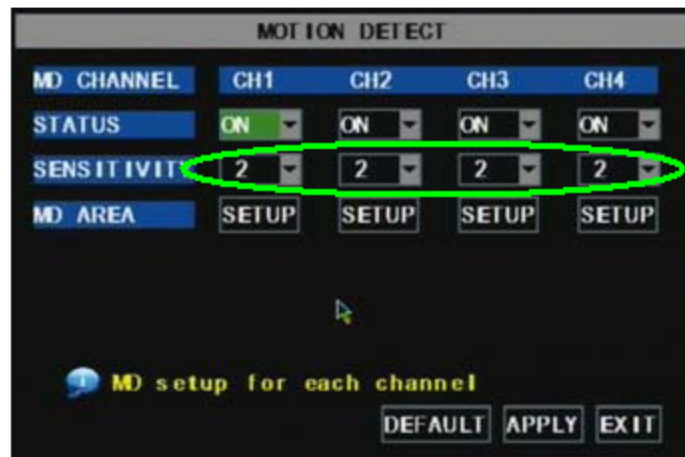 MOTION DETECT
MD CHANNEL CH1 CH2 CH3 CH4
STATUS ON ON ON ON
SENSITIVIT 2 2 2 2
MD AREA SETUP SETUP SETUP SETUP
MD setup for each channel
DEFAULT APPLY EXIT